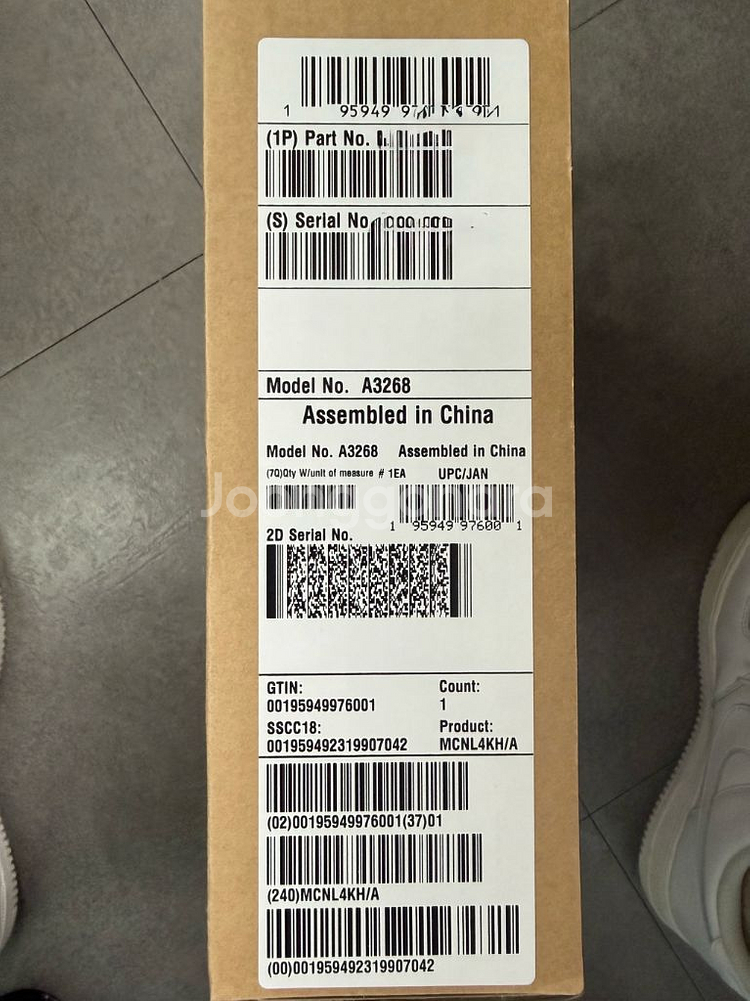 1 95949 97
(1P) Part No.
(S) Serial No.
Model No. A3268
Assembled in China
Model No. A3268 Assembled in China
(7Q)Qty W/unit of measure # 1EA UPC/JAN
Joonggonara
1 95949 97600 1
2D Serial No.
GTIN: Count:
00195949976001 1
SSCC18: Product:
001959492319907042 MCNL4KH/A
(02)00195949976001(37)01
(240)MCNL4KH/A
(00)001959492319907042